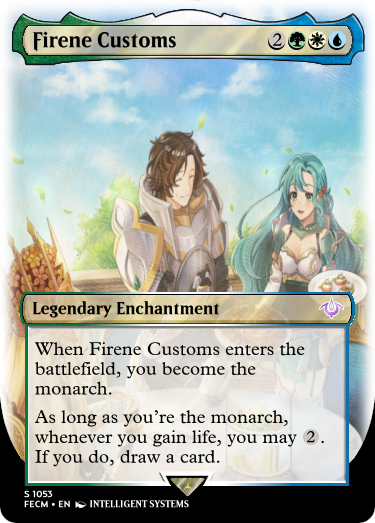 Firene Customs 2
Legendary Enchantment
When Firene Customs enters the
battlefield, you become the
monarch.
As long as you're the monarch,
whenever you gain life, you may 2.
If you do, draw a card.
S 1053
FECM • EN INTELLIGENT SYSTEMS